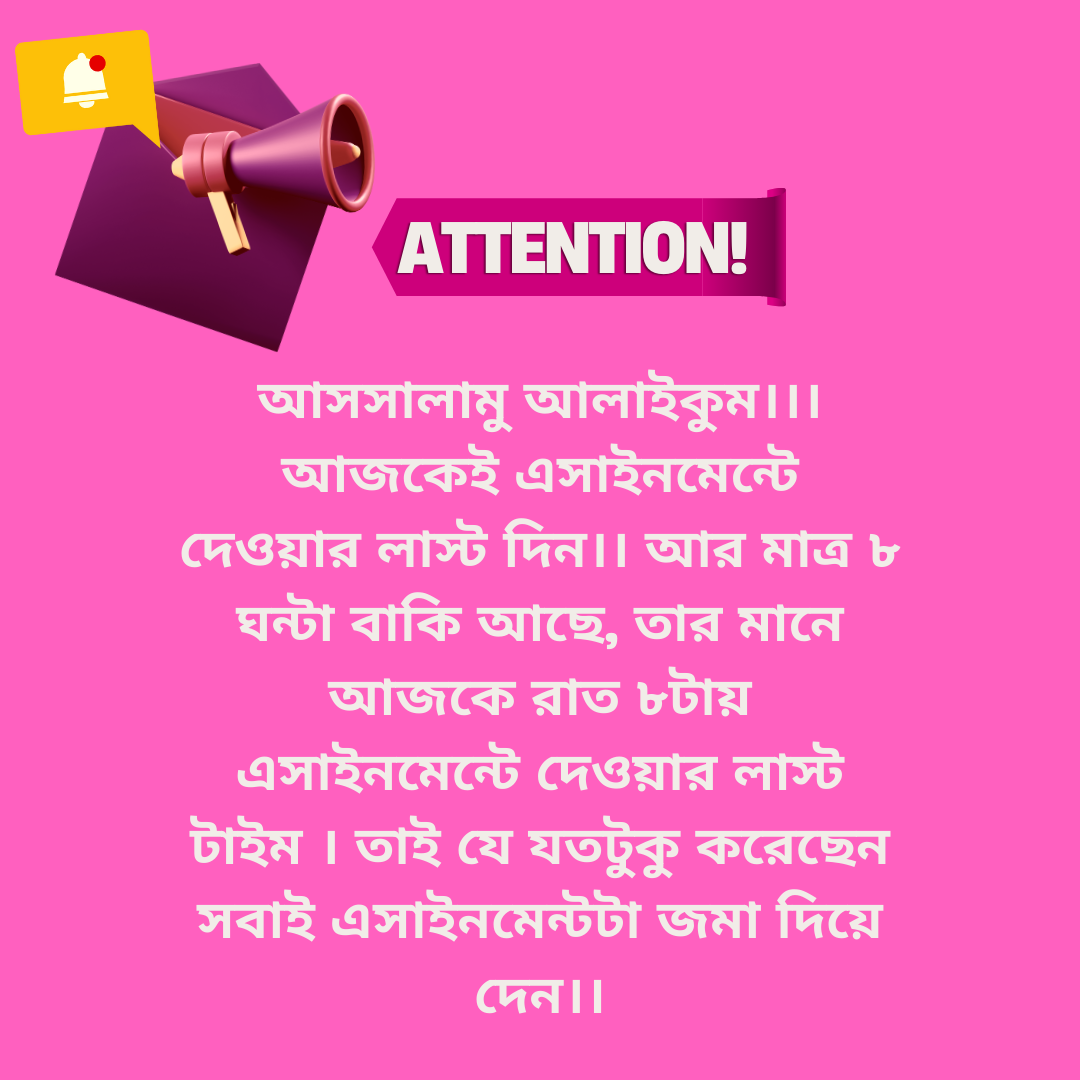 ATTENTION!
আসসালামু আলাইকুম।।।
আজকেই এসাইনমেন্টে
দেওয়ার লাস্ট দিন।। আর মাত্র ৮
ঘন্টা বাকি আছে, তার মানে
আজকে রাত ৮টায়
এসাইনমেন্টে দেওয়ার লাস্ট
টাইম । তাই যে যতটুকু করেছেন
সবাই এসাইনমেন্টটা জমা দিয়ে
দেন।।